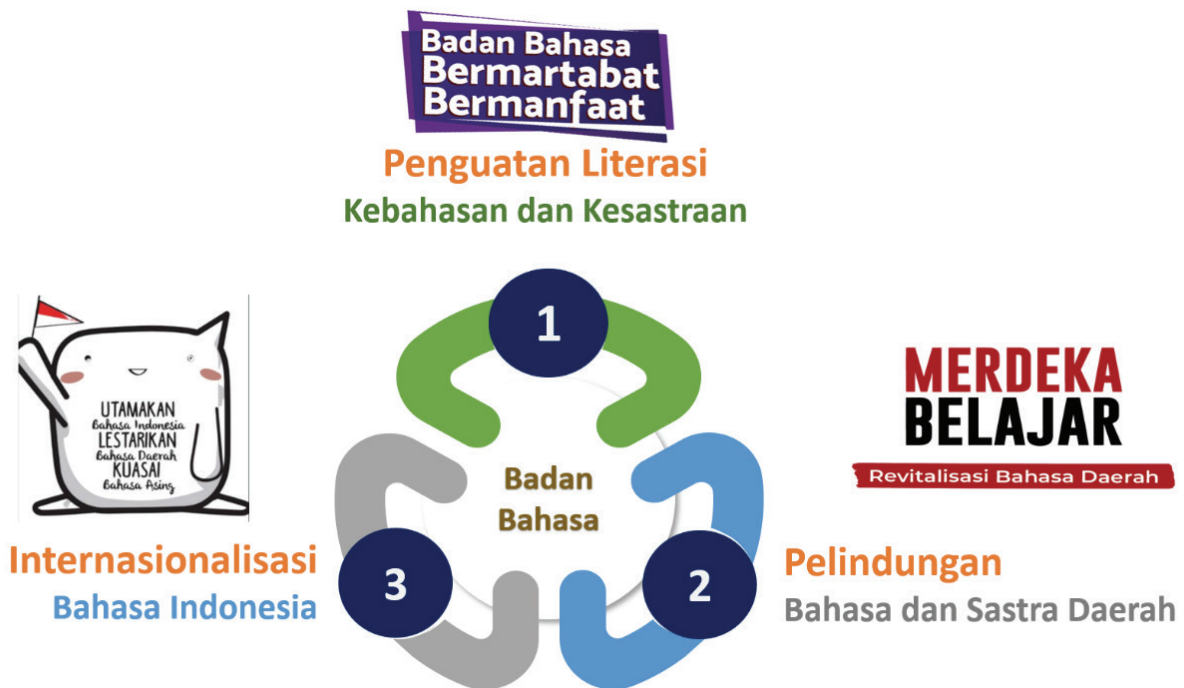 Badan Bahasa
Bermartabat
Bermanfaat
Penguatan Literasi
Kebahasan dan Kesastraan
1
UTAMAKAN
Bahasa Indonesia
LESTARIKAN
Bahasa Daerah
KUASAI
Bahasa Asing
MERDEKA
BELAJAR
Revitalisasi Bahasa Daerah
Badan
Bahasa
Internasionalisasi
Bahasa Indonesia
3
2
Pelindungan
Bahasa dan Sastra Daerah